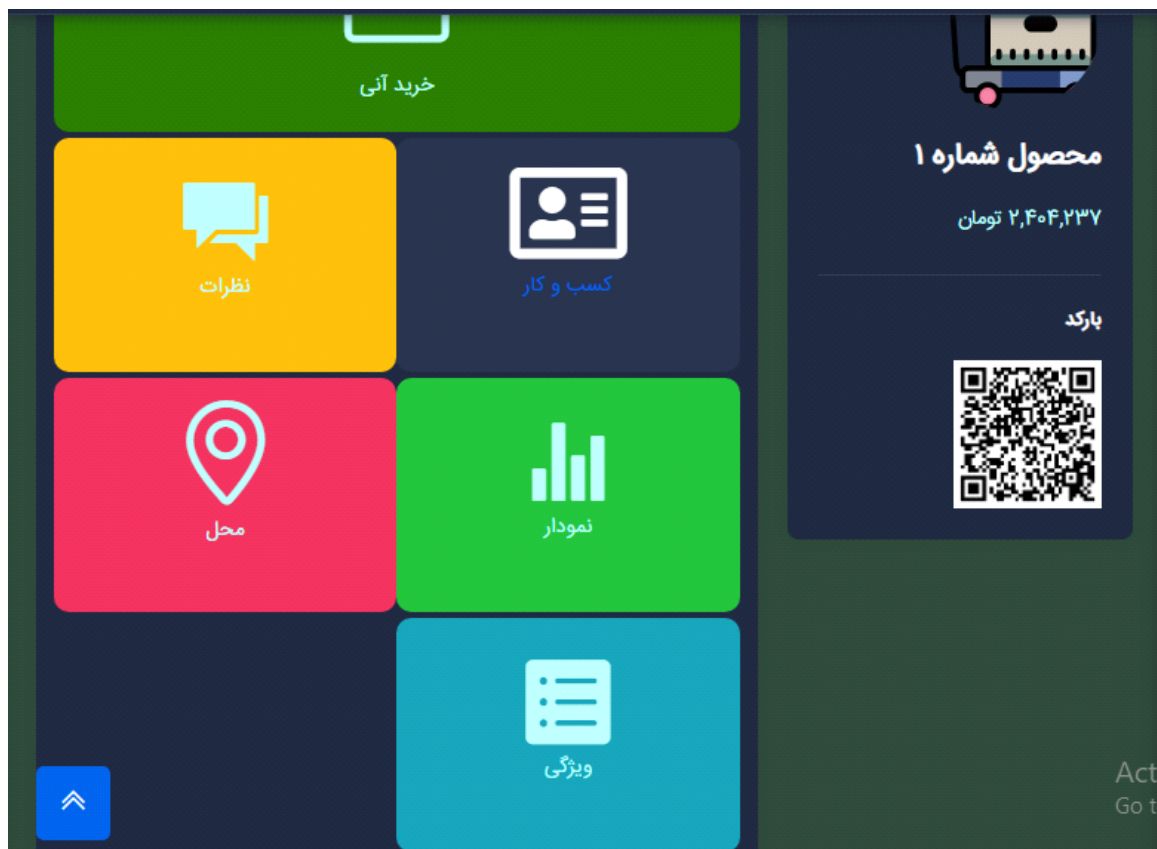 محصول شماره ۱
۲,۴۰۴,۲۳۷ تومان
بارکد
خرید آنی
کسب و کار
نظرات
نمودار
محل
ویژگی
Act
Go t